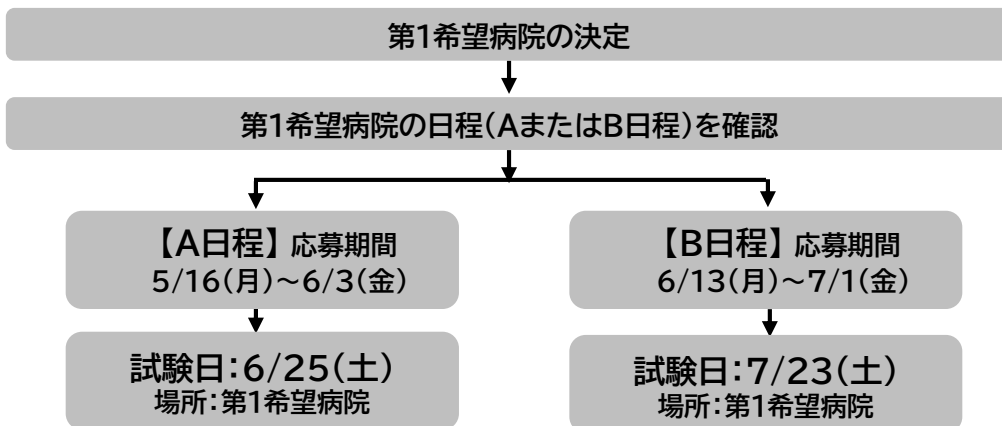 第1希望病院の決定
第1希望病院の日程(AまたはB日程)を確認
【A日程】応募期間
5/16(月)～6/3(金)
【B日程】応募期間
6/13(月)～7/1(金)
試験日:6/25(土)
場所:第1希望病院
試験日:7/23(土)
場所:第1希望病院